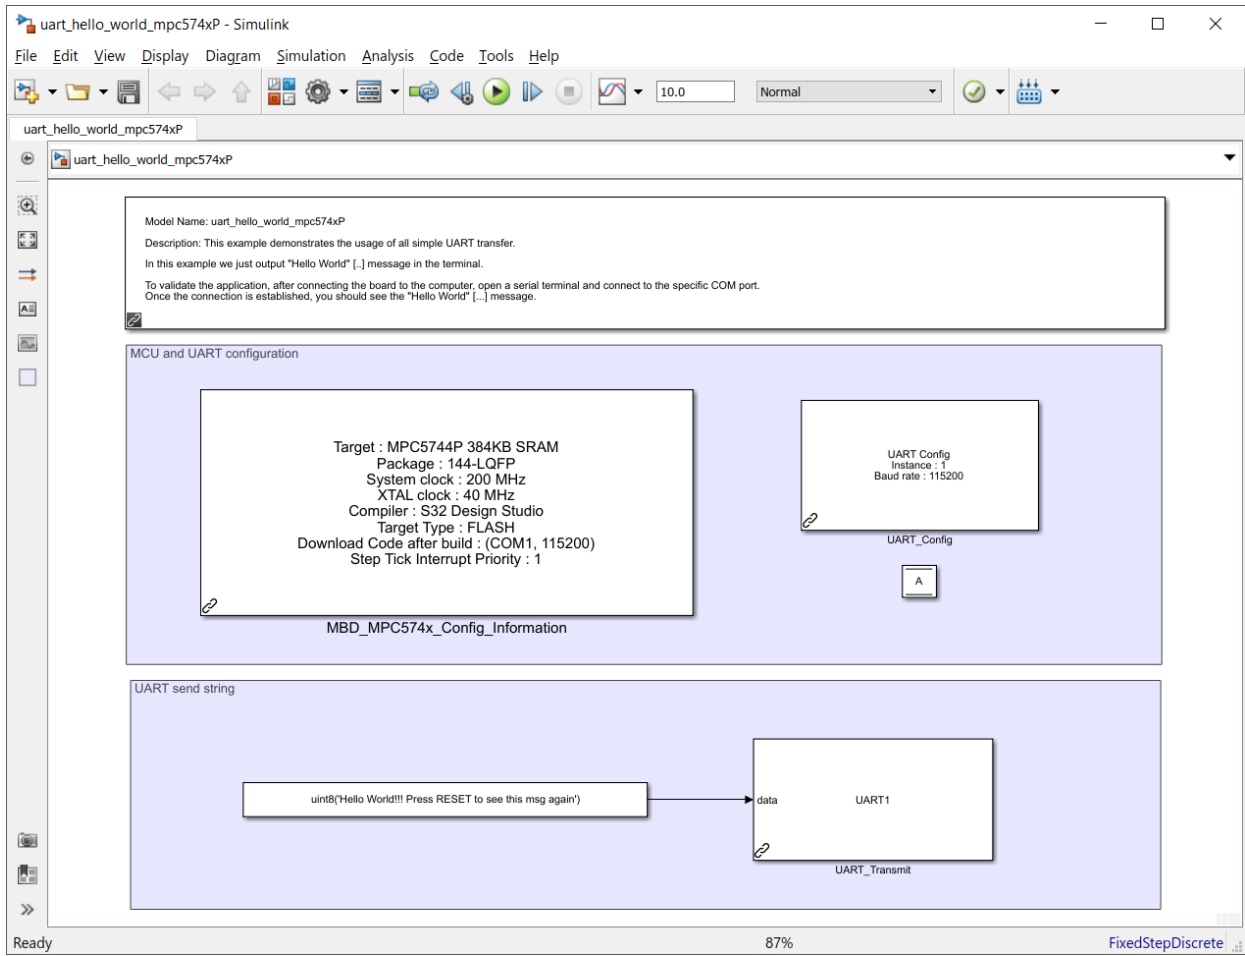 uart_hello_world_mpc574xP - Simulink
File Edit View Display Diagram Simulation Analysis Code Tools Help
10.0 Normal
uart_hello_world_mpc574xP
uart_hello_world_mpc574xP
Model Name: uart_hello_world_mpc574xP
Description: This example demonstrates the usage of all simple UART transfer.
In this example we just output "Hello World" [..] message in the terminal.
To validate the application, after connecting the board to the computer, open a serial terminal and connect to the specific COM port.
Once the connection is established, you should see the "Hello World" [...] message.
MCU and UART configuration
Target : MPC5744P 384KB SRAM
Package : 144-LQFP
System clock : 200 MHz
XTAL clock : 40 MHz
Compiler : S32 Design Studio
Target Type : FLASH
Download Code after build : (COM1, 115200)
Step Tick Interrupt Priority : 1
MBD_MPC574x_Config_Information
UART Config
Instance : 1
Baud rate : 115200
UART_Config
A
UART send string
uint8('Hello World!!! Press RESET to see this msg again')
data UART1
UART_Transmit
Ready 87% FixedStepDiscrete